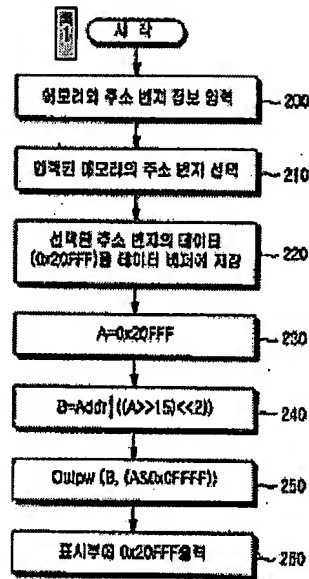 표1
시 작
메모리와 주소 번지 정보 입력
200
입력된 메모리의 주소 번지 선택
210
선택된 주소 번지의 데이터
(0x20FFF)를 데이터 버퍼에 저장
220
A=0x20FFF
230
B=Addr|((A>>15)<<2))
240
Outpw (B, (A&0x0FFFF))
250
표시부에 0x20FFF출력
260